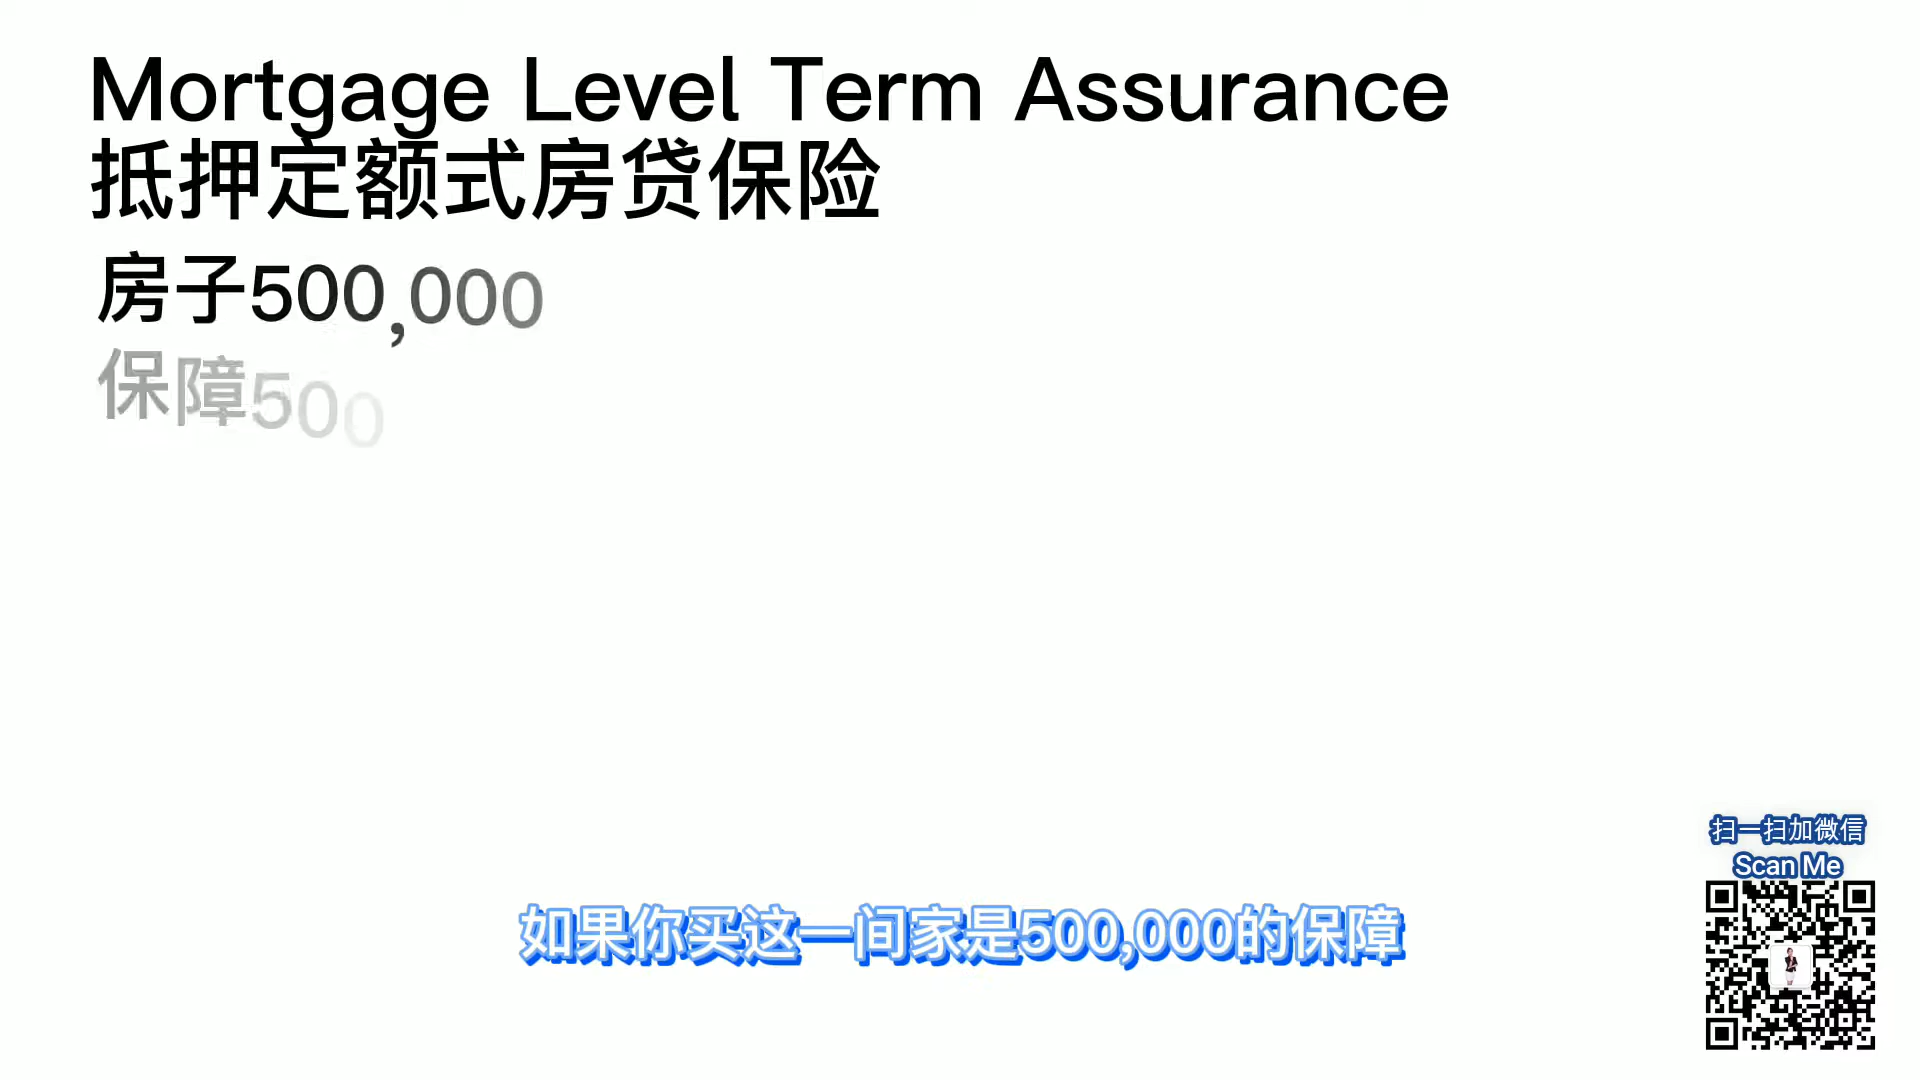 Mortgage Level Term Assurance
抵押定额式房贷保险
房子500,000
保障500
扫一扫加微信
Scan Me
如果你买这一间家是500,000的保障